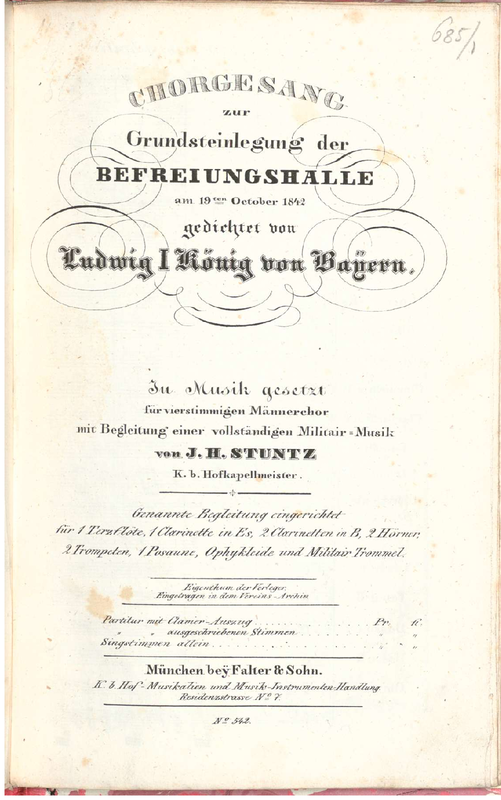 685/1
CHORGESANG
zur
Grundsteinlegung der
BEFREIUNGSHALLE
am 19ten October 1842
gedichtet von
Ludwig I König von Bayern.
In Musik gesetzt
für vierstimmigen Männerchor
mit Begleitung einer vollständigen Militair=Musik
von J. H. STUNTZ
K. b. Hofkapellmeister.
Genannte Begleitung eingerichtet
für 1 Terzflöte, 1 Clarinette in Es, 2 Clarinetten in B, 2 Hörner,
2 Trompeten, 1 Posaune, Ophykleide und Militair Trommel.
Eigenthum der Verleger.
Eingetragen in dem Vereins-Archiv
Partitur mit Clavier-Auszug . . . . . . . . . . . . Pr. K.
" " ausgeschriebenen Stimmen . . . . . . . . " "
Singstimmen allein . . . . . . . . . . . . . . . . . . " "
München beÿ Falter & Sohn.
K. b. Hof-Musikalien und Musik-Instrumenten-Handlung
Residenzstrasse No 7.
No 542.